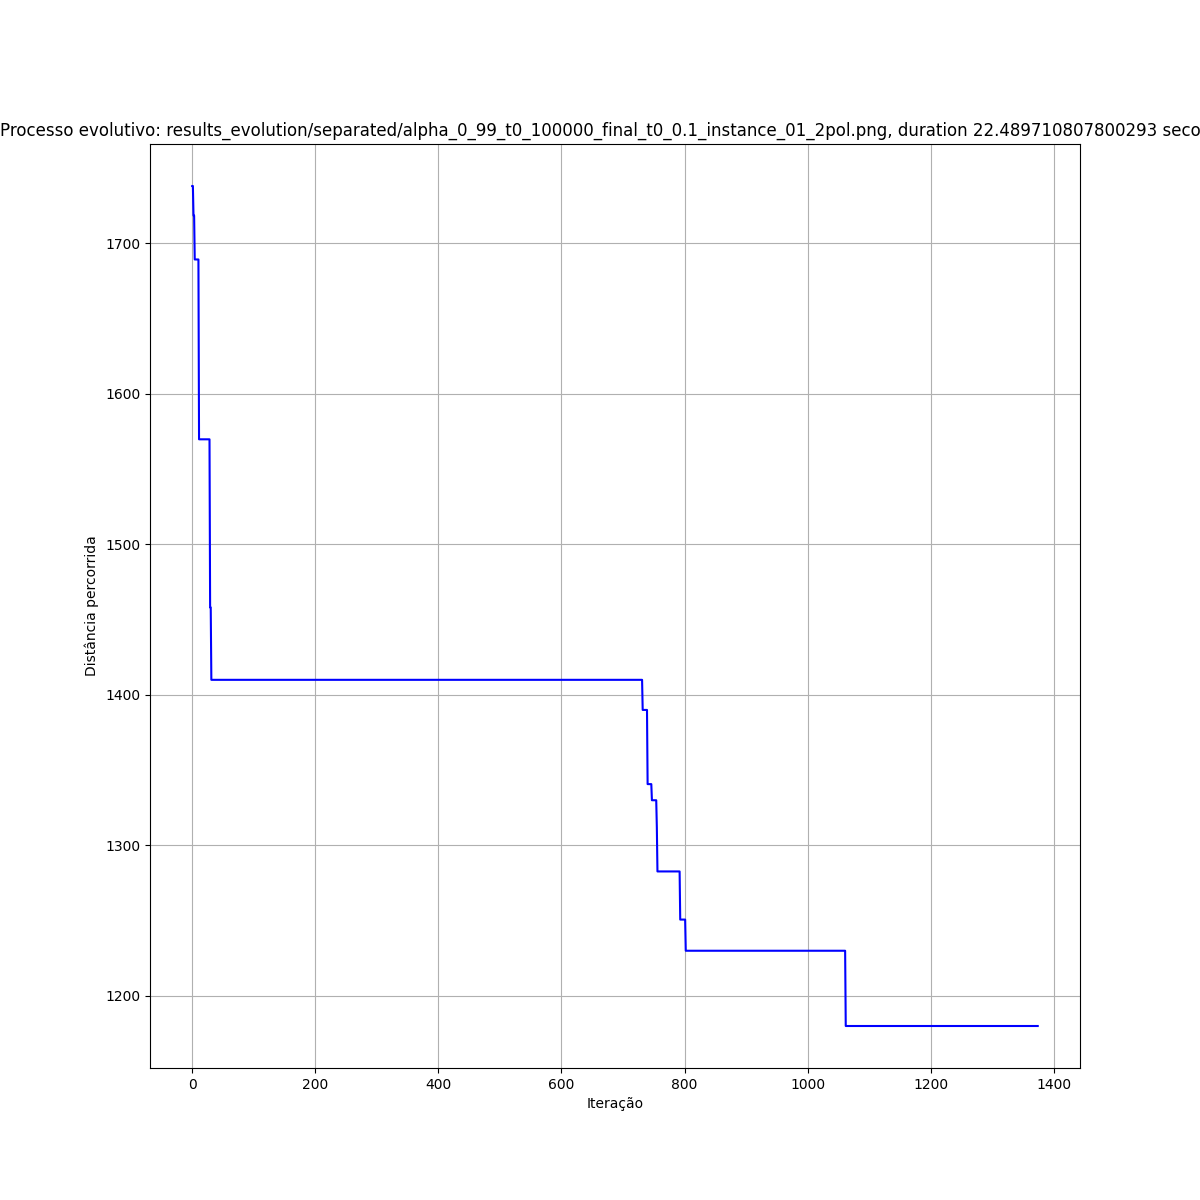 Processo evolutivo: results_evolution/separated/alpha_0_99_t0_100000_final_t0_0.1_instance_01_2pol.png, duration 22.489710807800293 seco
1700
1600
1500
1400
1300
1200
Distância percorrida
0 200 400 600 800 1000 1200 1400
Iteração